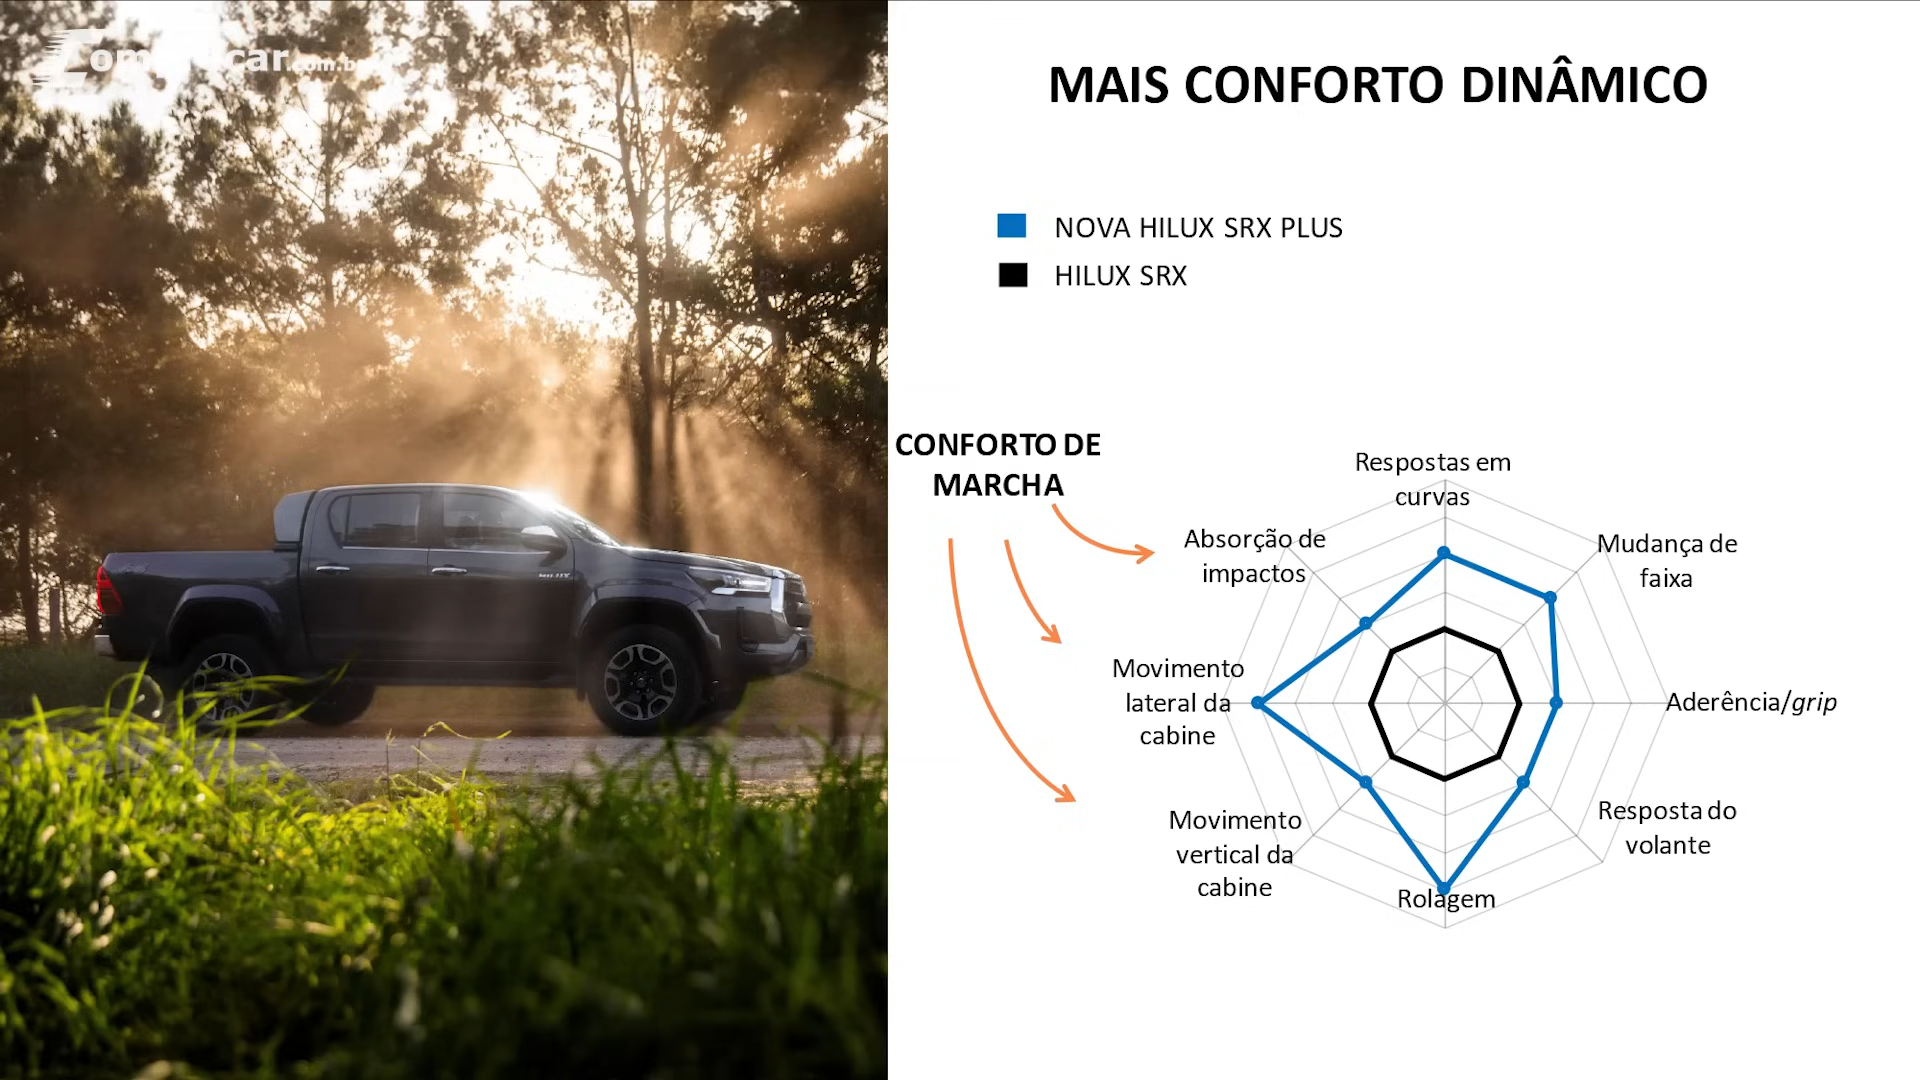 MAIS CONFORTO DINÂMICO
NOVA HILUX SRX PLUS
HILUX SRX
CONFORTO DE
MARCHA
Respostas em
curvas
Absorção de
impactos
Mudança de
faixa
Movimento
lateral da
cabine
Aderência/grip
Movimento
vertical da
cabine
Resposta do
volante
Rolagem